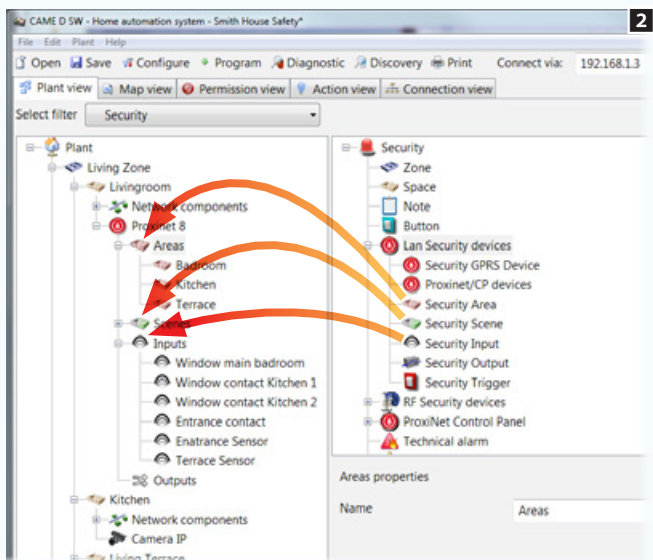 CAME D SW - Home automation system - Smith House Safety*
2
File Edit Plant Help
Open Save Configure Program Diagnostic Discovery Print Connect via: 192.168.1.3
Plant view Map view Permission view Action view Connection view
Select filter Security
Plant
Living Zone
Livingroom
Network components
Proxinet 8
Areas
Badroom
Kitchen
Terrace
Scenes
Inputs
Window main badroom
Window contact Kitchen 1
Window contact Kitchen 2
Entrance contact
Enatrance Sensor
Terrace Sensor
Outputs
Kitchen
Network components
Camera IP
Living Terrace
Security
Zone
Space
Note
Button
Lan Security devices
Security GPRS Device
Proxinet/CP devices
Security Area
Security Scene
Security Input
Security Output
Security Trigger
RF Security devices
ProxiNet Control Panel
Technical alarm
Areas properties
Name Areas